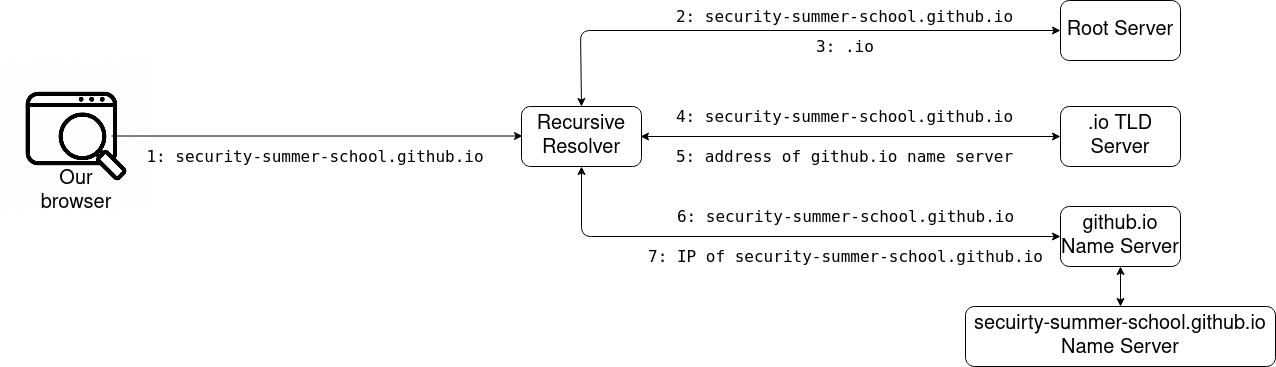 2: security-summer-school.github.io
Root Server
3: .io
Recursive
Resolver
4: security-summer-school.github.io
.io TLD
Server
1: security-summer-school.github.io
5: address of github.io name server
Our
browser
6: security-summer-school.github.io
github.io
Name Server
7: IP of security-summer-school.github.io
secuirty-summer-school.github.io
Name Server